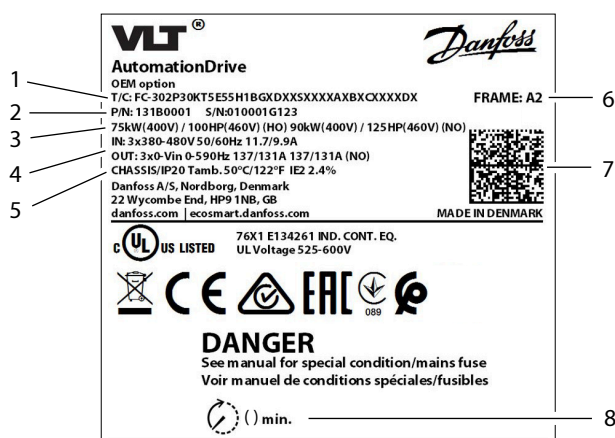 VLT®
Danfoss
AutomationDrive
OEM option
1
T/C: FC-302P30KT5E55H1BGXDXXSXXXXAXBXCXXXXDX
FRAME: A2
6
2
P/N: 131B0001 S/N:010001G123
3
75kW(400V) / 100HP(460V) (HO) 90kW(400V) / 125HP(460V) (NO)
IN: 3x380-480V 50/60Hz 11.7/9.9A
4
OUT: 3x0-Vin 0-590Hz 137/131A 137/131A (NO)
7
5
CHASSIS/IP20 Tamb. 50°C/122°F IE2 2.4%
Danfoss A/S, Nordborg, Denmark
22 Wycombe End, HP9 1NB, GB
danfoss.com | ecosmart.danfoss.com
MADE IN DENMARK
C UL US LISTED
76X1 E134261 IND. CONT. EQ.
UL Voltage 525-600V
CE EAC
089
DANGER
See manual for special condition/mains fuse
Voir manuel de conditions spéciales/fusibles
( ) min.
8